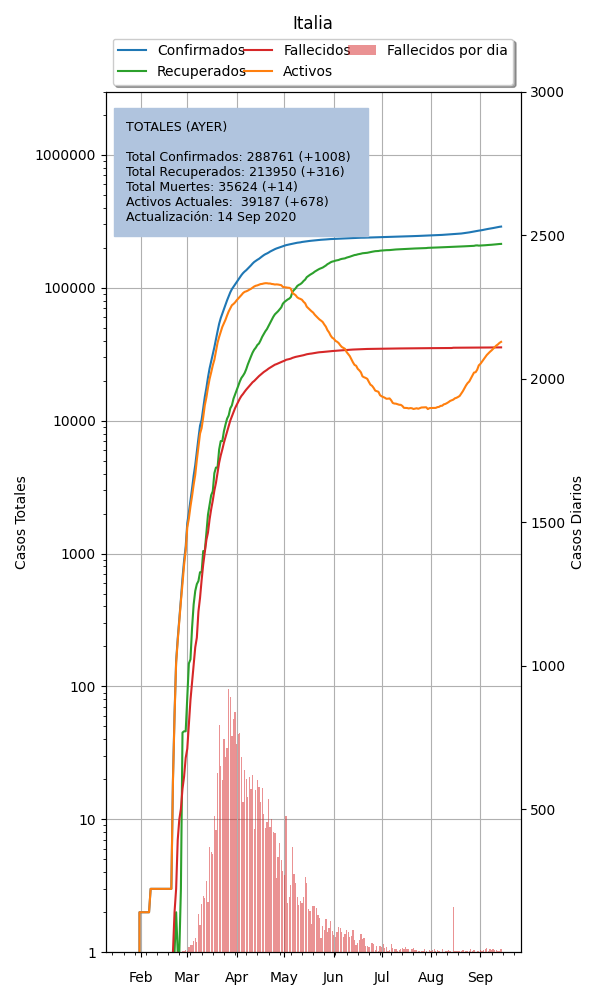 Italia
Confirmados
Recuperados
Fallecidos
Activos
Fallecidos por dia
TOTALES (AYER)
Total Confirmados: 288761 (+1008)
Total Recuperados: 213950 (+316)
Total Muertes: 35624 (+14)
Activos Actuales:  39187 (+678)
Actualización: 14 Sep 2020
Casos Totales
1000000
100000
10000
1000
100
10
1
3000
2500
2000
1500
1000
500
Casos Diarios
Feb Mar Apr May Jun Jul Aug Sep